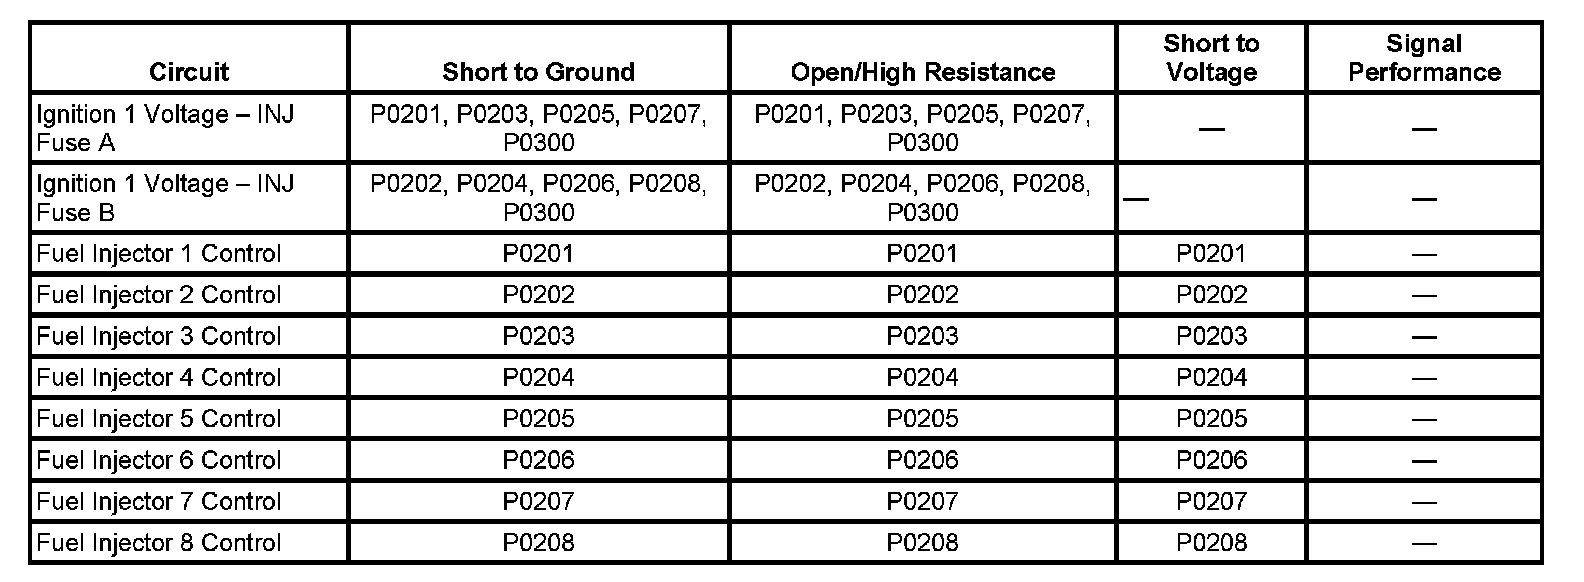 Circuit Short to Ground Open/High Resistance Short to Voltage Signal Performance
Ignition 1 Voltage – INJ Fuse A P0201, P0203, P0205, P0207, P0300 P0201, P0203, P0205, P0207, P0300 — —
Ignition 1 Voltage – INJ Fuse B P0202, P0204, P0206, P0208, P0300 P0202, P0204, P0206, P0208, P0300 — —
Fuel Injector 1 Control P0201 P0201 P0201 —
Fuel Injector 2 Control P0202 P0202 P0202 —
Fuel Injector 3 Control P0203 P0203 P0203 —
Fuel Injector 4 Control P0204 P0204 P0204 —
Fuel Injector 5 Control P0205 P0205 P0205 —
Fuel Injector 6 Control P0206 P0206 P0206 —
Fuel Injector 7 Control P0207 P0207 P0207 —
Fuel Injector 8 Control P0208 P0208 P0208 —